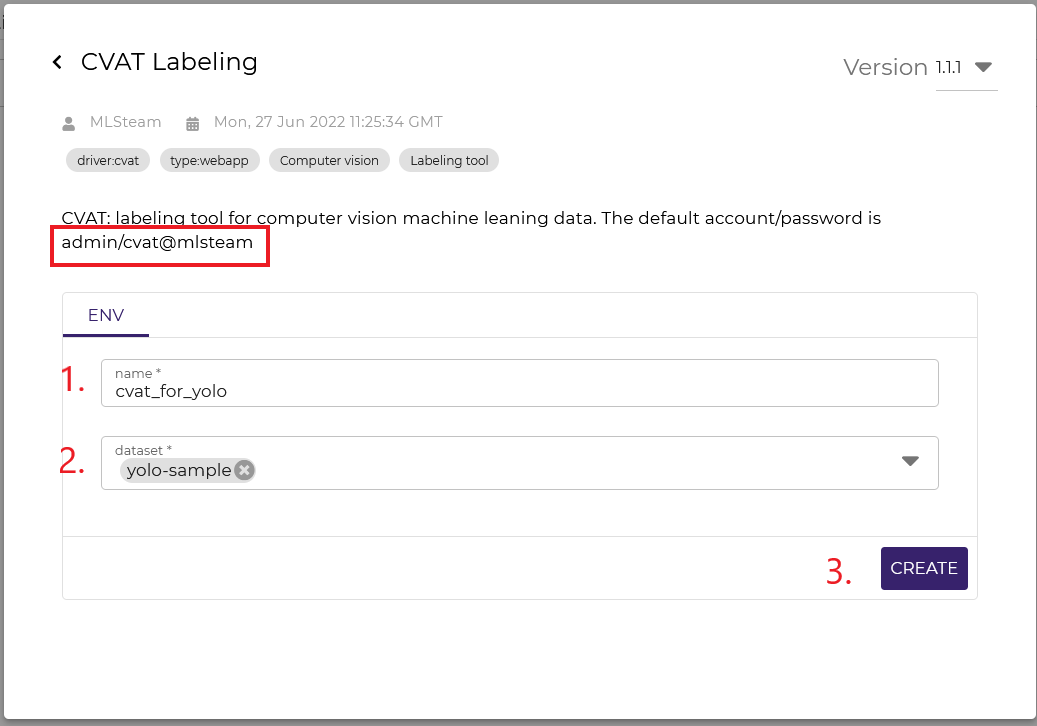 CVAT Labeling
Version 1.1.1
MLSteam Mon, 27 Jun 2022 11:25:34 GMT
driver:cvat type:webapp Computer vision Labeling tool
CVAT: labeling tool for computer vision machine leaning data. The default account/password is
admin/cvat@mlsteam
ENV
1.
name *
cvat_for_yolo
2.
dataset *
yolo-sample
3.
CREATE